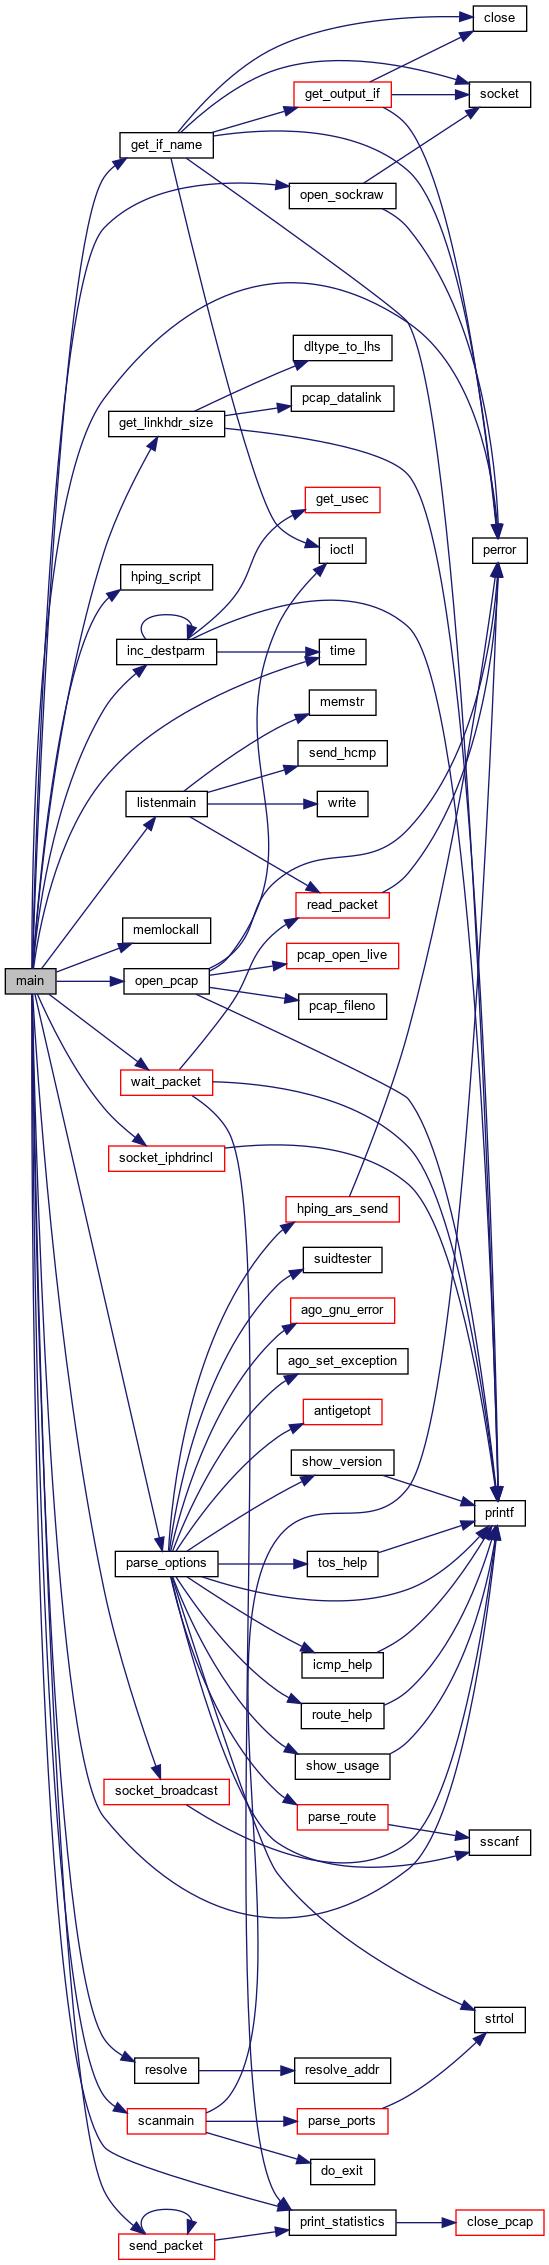 close
get_output_if
socket
get_if_name
open_sockraw
dltype_to_lhs
pcap_datalink
get_linkhdr_size
get_usec
perror
ioctl
hping_script
inc_destparm
time
memstr
send_hcmp
listenmain
write
read_packet
memlockall
pcap_open_live
main
open_pcap
pcap_fileno
wait_packet
socket_iphdrincl
hping_ars_send
suidtester
ago_gnu_error
ago_set_exception
antigetopt
show_version
printf
parse_options
tos_help
icmp_help
route_help
show_usage
socket_broadcast
parse_route
sscanf
strtol
resolve
resolve_addr
scanmain
parse_ports
do_exit
print_statistics
close_pcap
send_packet